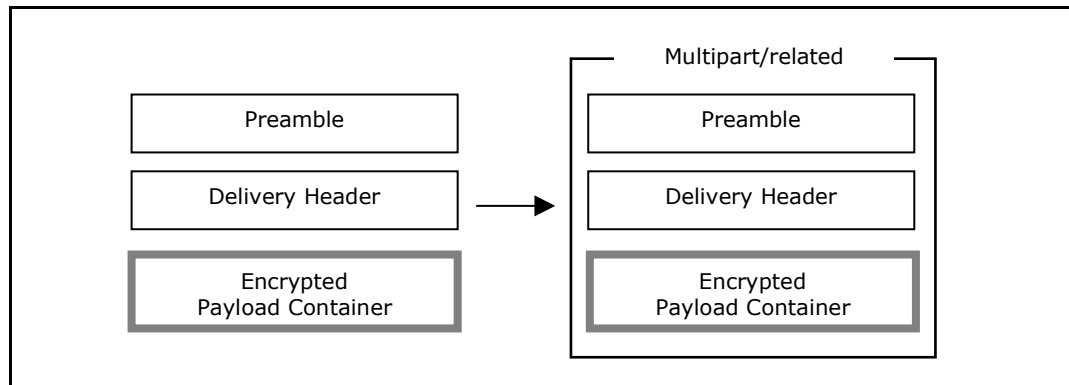 Multipart/related
Preamble
Preamble
Delivery Header
Delivery Header
Encrypted
Payload Container
Encrypted
Payload Container